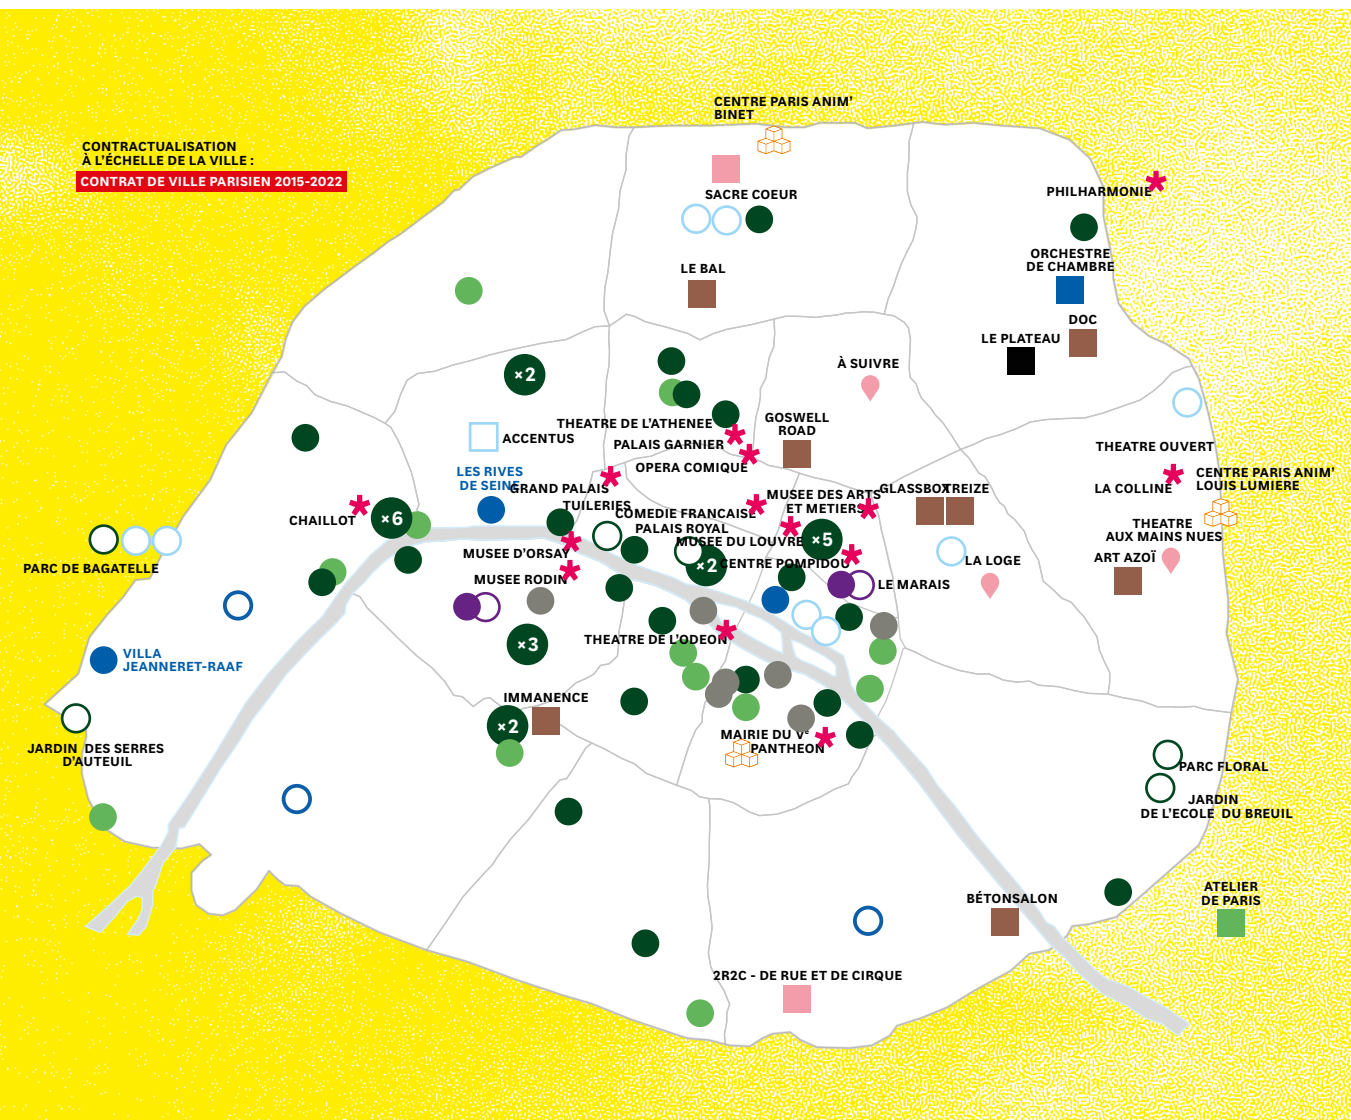 CENTRE PARIS ANIM'
BINET
CONTRACTUALISATION
À L'ÉCHELLE DE LA VILLE :
CONTRAT DE VILLE PARISIEN 2015-2022
SACRE COEUR
PHILHARMONIE
ORCHESTRE
DE CHAMBRE
LE BAL
DOC
LE PLATEAU
À SUIVRE
THEATRE DE L'ATHENEE
GOSWELL
ROAD
×2
ACCENTUS
PALAIS GARNIER
OPERA COMIQUE
THEATRE OUVERT
LES RIVES
DE SEINE
GRAND PALAIS
TUILERIES
MUSEE DES ARTS
ET METIERS
GLASSBOX
TREIZE
LA COLLINE
CENTRE PARIS ANIM'
LOUIS LUMIERE
CHAILLOT
×6
COMEDIE FRANCAISE
PALAIS ROYAL
MUSEE DU LOUVRE
×5
THEATRE
AUX MAINS NUES
PARC DE BAGATELLE
MUSEE D'ORSAY
×2
CENTRE POMPIDOU
LA LOGE
ART AZOÏ
MUSEE RODIN
LE MARAIS
THEATRE DE L'ODEON
×3
VILLA
JEANNERET-RAAF
IMMANENCE
×2
MAIRIE DU Ve
PANTHEON
JARDIN DES SERRES
D'AUTEUIL
PARC FLORAL
JARDIN
DE L'ECOLE DU BREUIL
BÉTONSALON
ATELIER
DE PARIS
2R2C - DE RUE ET DE CIRQUE